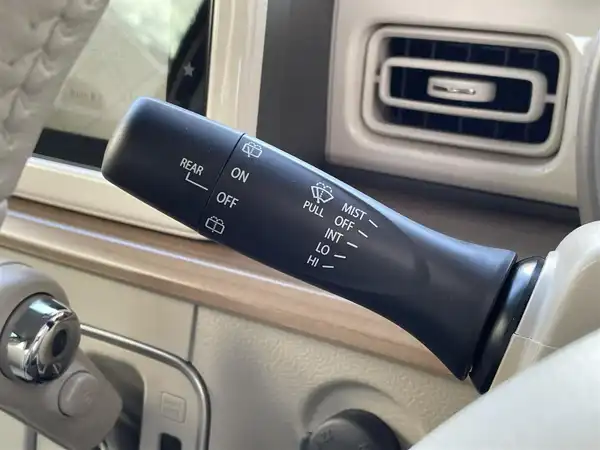 REAR
ON
OFF
PULL
MIST
OFF
INT
LO
HI